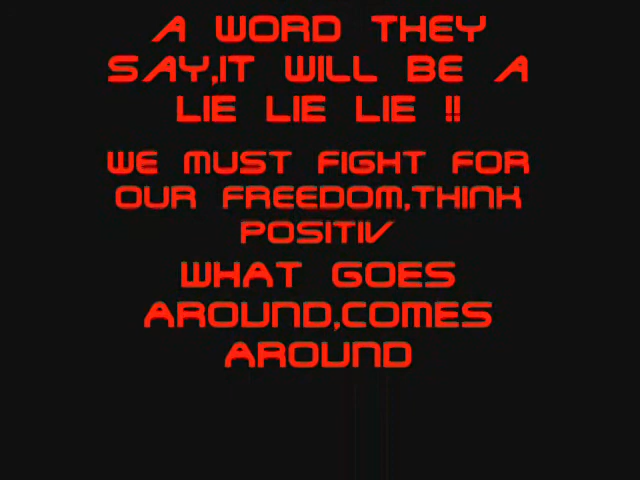 A WORD THEY
SAY,IT WILL BE A
LIE LIE LIE !!
WE MUST FIGHT FOR
OUR FREEDOM,THINK
POSITIV
WHAT GOES
AROUND,COMES
AROUND